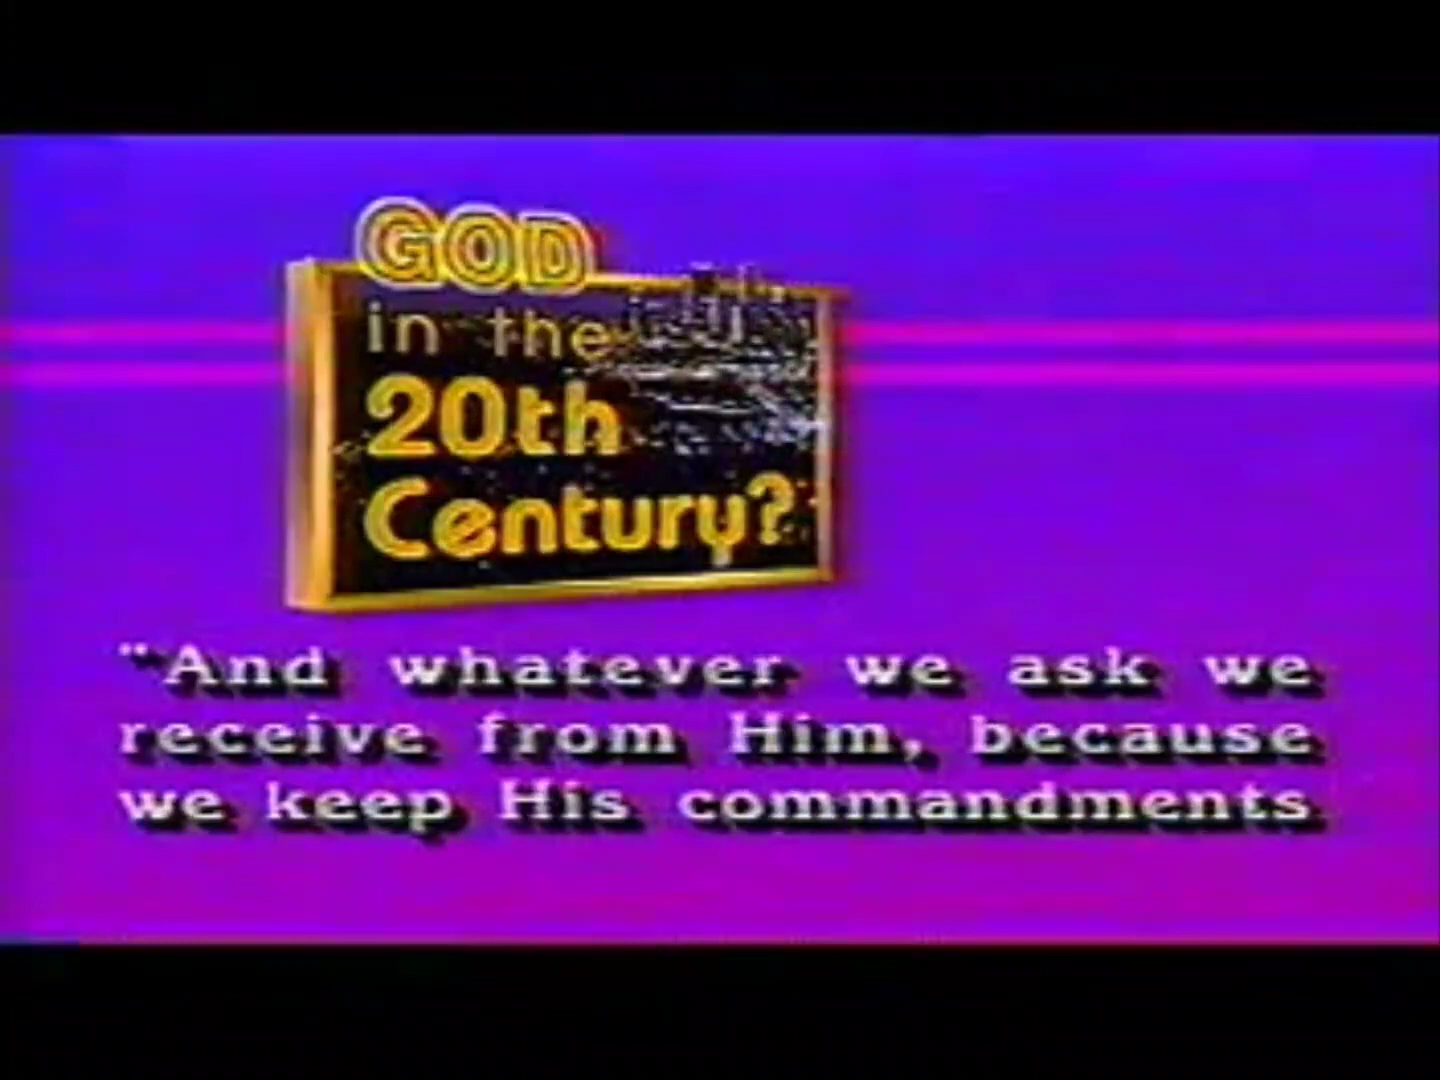 GOD
in the
20th
Century?
"And whatever we ask we
receive from Him, because
we keep His commandments